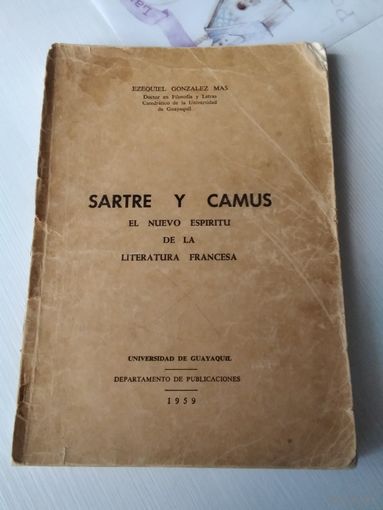 EZEQUIEL GONZALEZ MAS
Doctor en Filosofía y Letras
Catedrático de la Universidad
de Guayaquil
SARTRE Y CAMUS
EL NUEVO ESPIRITU
DE LA
LITERATURA FRANCESA
UNIVERSIDAD DE GUAYAQUIL
DEPARTAMENTO DE PUBLICACIONES
1959